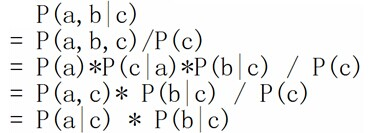 P(a,b|c)
= P(a,b,c)/P(c)
= P(a)*P(c|a)*P(b|c) / P(c)
= P(a,c)* P(b|c) / P(c)
= P(a|c) * P(b|c)